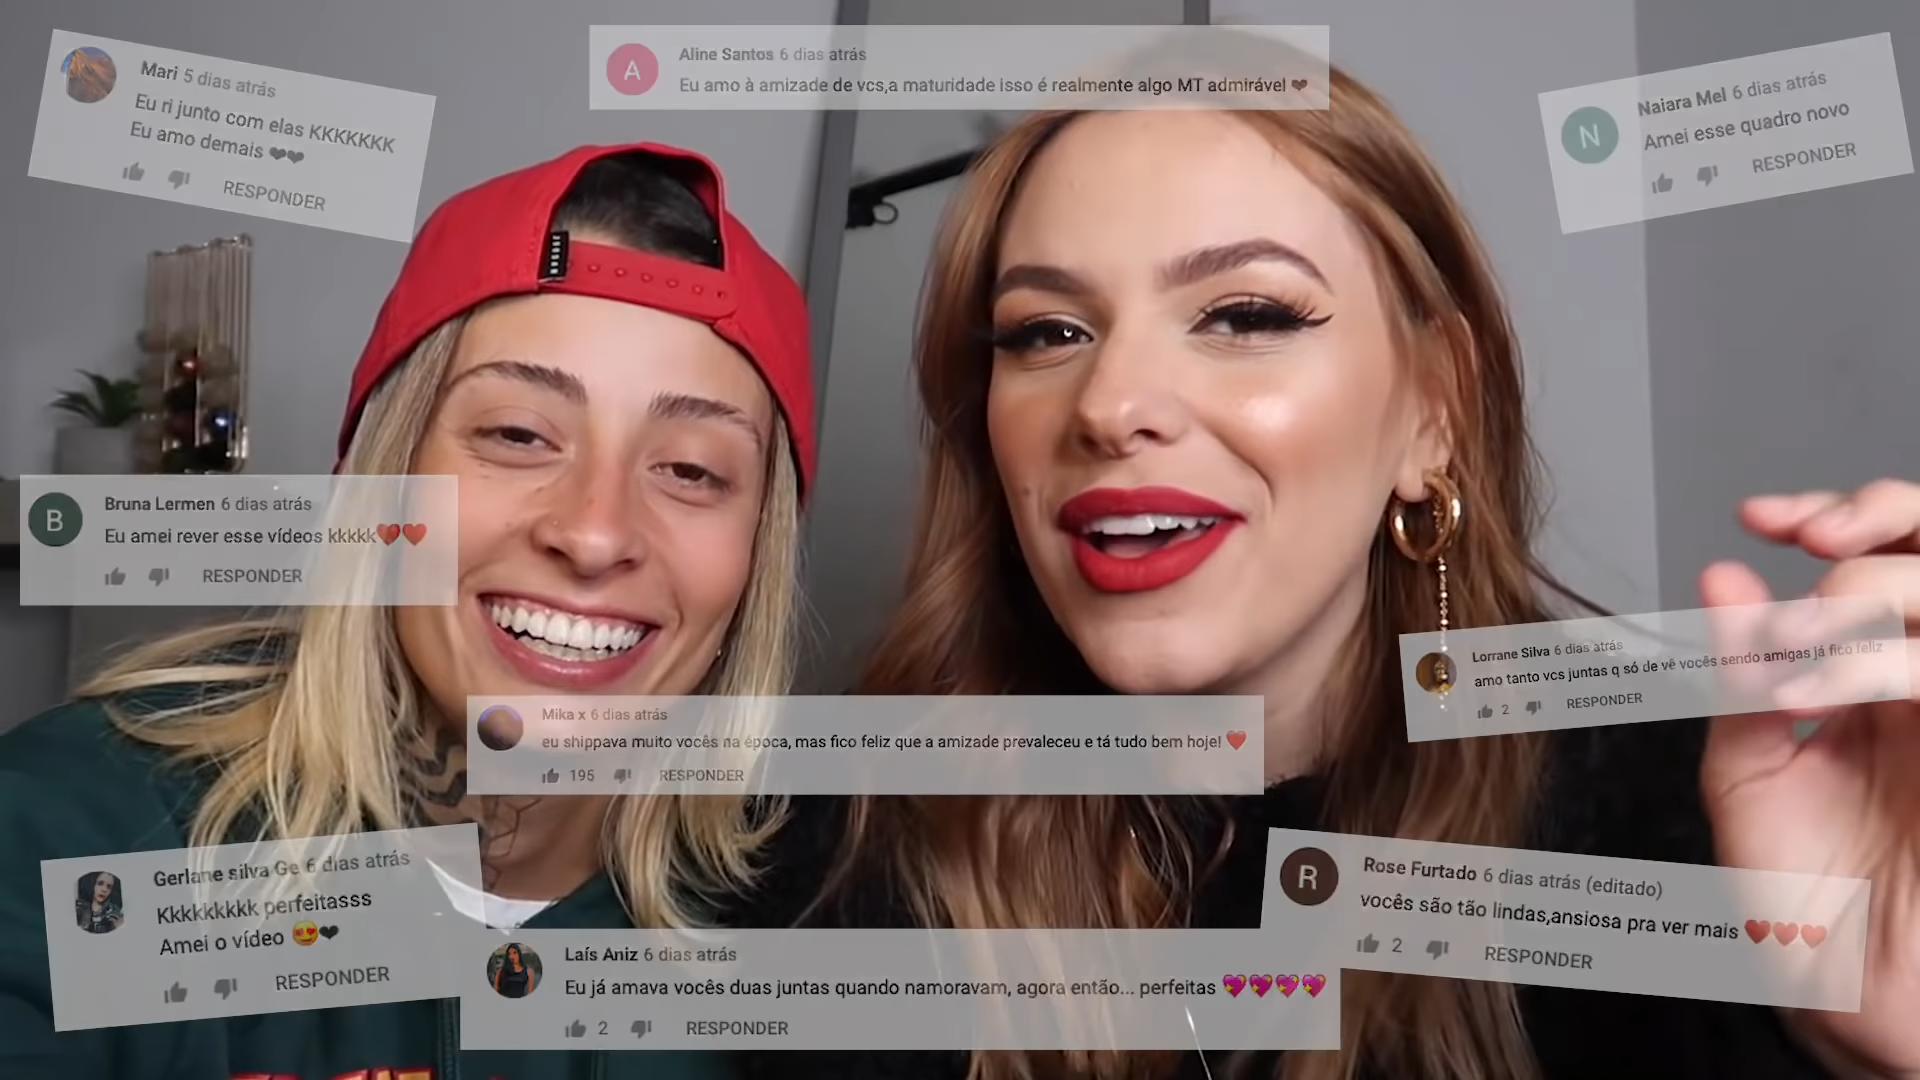 Mari 5 dias atrás
Eu ri junto com elas KKKKKKK
Eu amo demais ❤❤
RESPONDER
A
Aline Santos 6 dias atrás
Eu amo à amizade de vcs,a maturidade isso é realmente algo MT admirável ❤
N
Naiara Mel 6 dias atrás
Amei esse quadro novo
RESPONDER
B
Bruna Lermen 6 dias atrás
Eu amei rever esse vídeos kkkkk❤️❤️
RESPONDER
Lorrane Silva 6 dias atrás
amo tanto vcs juntas q só de vê vocês sendo amigas já fico feliz
2 RESPONDER
Mika x 6 dias atrás
eu shippava muito vocês na época, mas fico feliz que a amizade prevaleceu e tá tudo bem hoje! ❤️
195 RESPONDER
Gerlane silva Ge 6 dias atrás
Kkkkkkkkk perfeitasss
Amei o vídeo 😍❤
RESPONDER
R
Rose Furtado 6 dias atrás (editado)
vocês são tão lindas,ansiosa pra ver mais ❤️❤️❤️
2 RESPONDER
Laís Aniz 6 dias atrás
Eu já amava vocês duas juntas quando namoravam, agora então... perfeitas 💖💖💖💖
2 RESPONDER